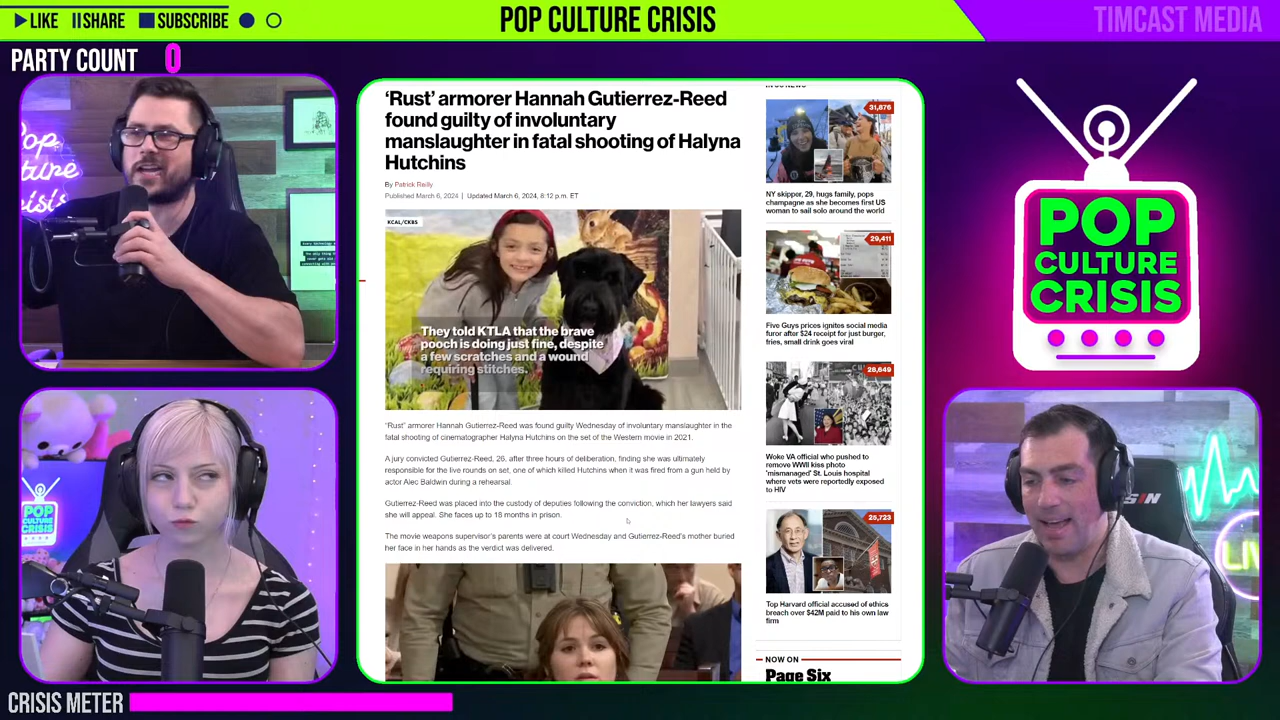 LIKE SHARE SUBSCRIBE
POP CULTURE CRISIS
TIMCAST MEDIA
PARTY COUNT 0
Pop
Culture
Crisis
'Rust' armorer Hannah Gutierrez-Reed
found guilty of involuntary
manslaughter in fatal shooting of Halyna
Hutchins
By Patrick Reilly
Published March 6, 2024 | Updated March 6, 2024, 8:12 p.m. ET
KCAL/CKBS
They told KTLA that the brave
pooch is doing just fine, despite
a few scratches and a wound
requiring stitches.
"Rust" armorer Hannah Gutierrez-Reed was found guilty Wednesday of involuntary manslaughter in the
fatal shooting of cinematographer Halyna Hutchins on the set of the Western movie in 2021.
A jury convicted Gutierrez-Reed, 26, after three hours of deliberation, finding she was ultimately
responsible for the live rounds on set, one of which killed Hutchins when it was fired from a gun held by
actor Alec Baldwin during a rehearsal.
Gutierrez-Reed was placed into the custody of deputies following the conviction, which her lawyers said
she will appeal. She faces up to 18 months in prison.
The movie weapons supervisor's parents were at court Wednesday and Gutierrez-Reed's mother buried
her face in her hands as the verdict was delivered.
31,876
NY skipper, 29, hugs family, pops
champagne as she becomes first US
woman to sail solo around the world
29,411
Five Guys prices ignites social media
furor after $24 receipt for just burger,
fries, small drink goes viral
28,649
Woke VA official who pushed to
remove WWII kiss photo
'mismanaged' St. Louis hospital
where vets were reportedly exposed
to HIV
25,723
Top Harvard official accused of ethics
breach over $42M paid to his own law
firm
NOW ON
Page Six
POP
CULTURE
CRISIS
POP
CULTURE
CRISIS
LIV
CRISIS METER